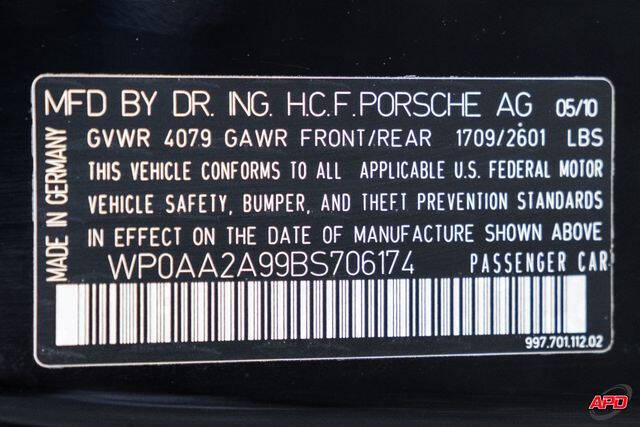 MFD BY DR. ING. H.C.F. PORSCHE AG 05/10
GVWR 4079 GAWR FRONT/REAR 1709/2601 LBS
THIS VEHICLE CONFORMS TO ALL APPLICABLE U.S. FEDERAL MOTOR
VEHICLE SAFETY, BUMPER, AND THEFT PREVENTION STANDARDS
IN EFFECT ON THE DATE OF MANUFACTURE SHOWN ABOVE
WP0AA2A99BS706174 PASSENGER CAR
997.701.112.02
MADE IN GERMANY
APD